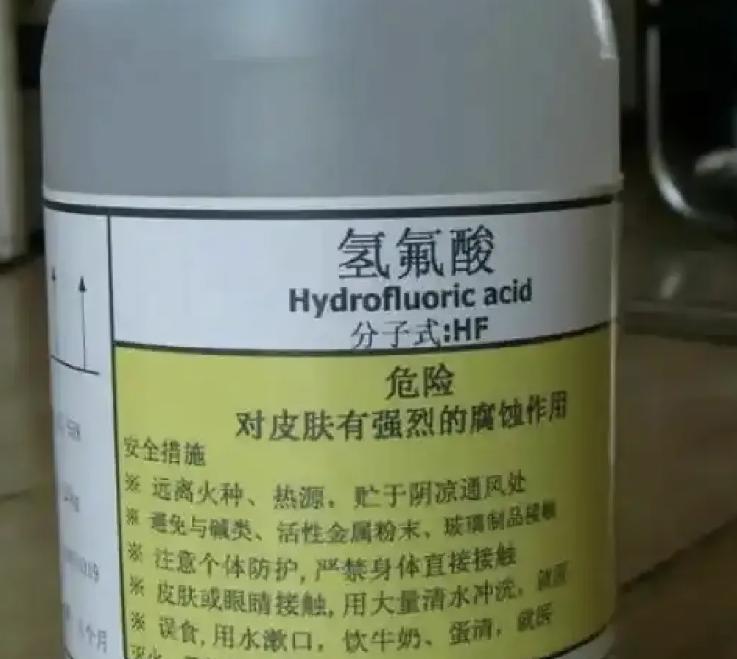 氢氟酸
Hydrofluoric acid
分子式:HF
危险
对皮肤有强烈的腐蚀作用
安全措施
※ 远离火种、热源，贮于阴凉通风处
※ 避免与碱类、活性金属粉末、玻璃制品接触
※ 注意个体防护,严禁身体直接接触
※ 皮肤或眼睛接触,用大量清水冲洗，就医
※ 误食,用水漱口，饮牛奶、蛋清，就医
个月